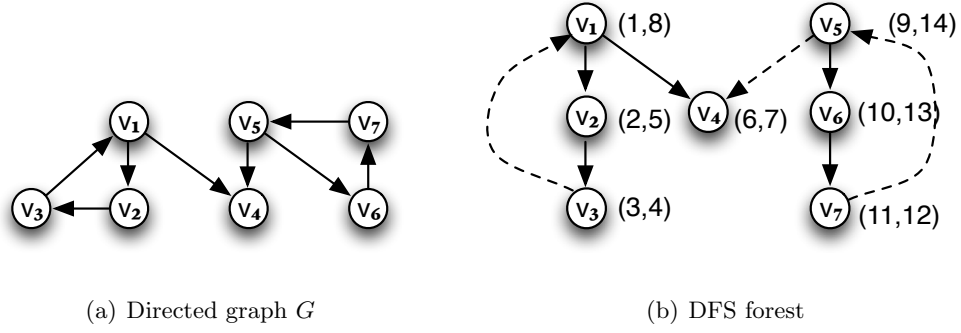 V1 (1,8) V5 (9,14)
V1 V5 V7 V2 (2,5) V4 (6,7) V6 (10,13)
V3 V2 V4 V6 V3 (3,4) V7 (11,12)
(a) Directed graph G (b) DFS forest